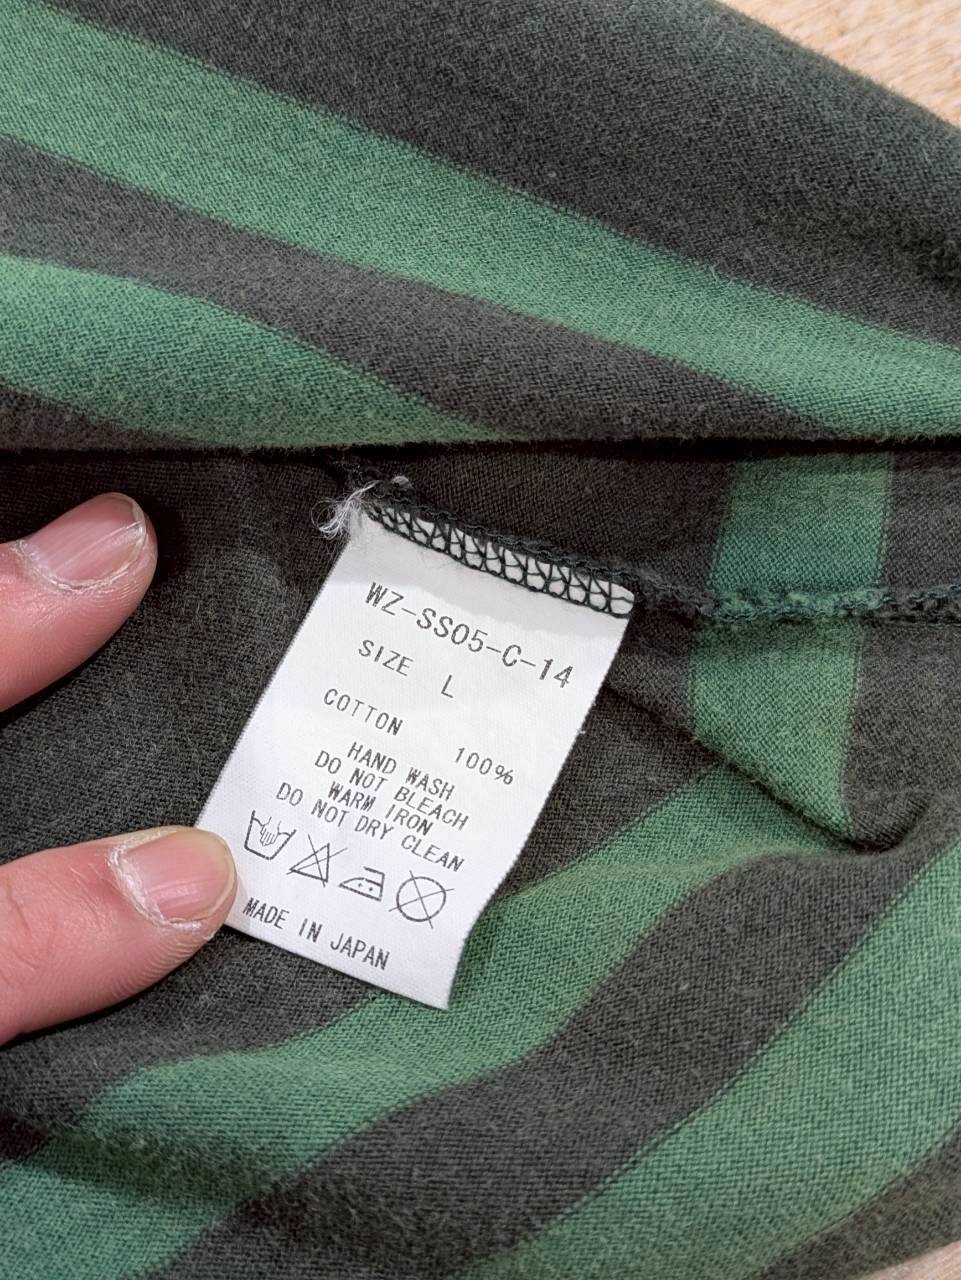 WZ-SS05-C-14
SIZE L
COTTON 100%
HAND WASH
DO NOT BLEACH
WARM IRON
DO NOT DRY CLEAN
MADE IN JAPAN